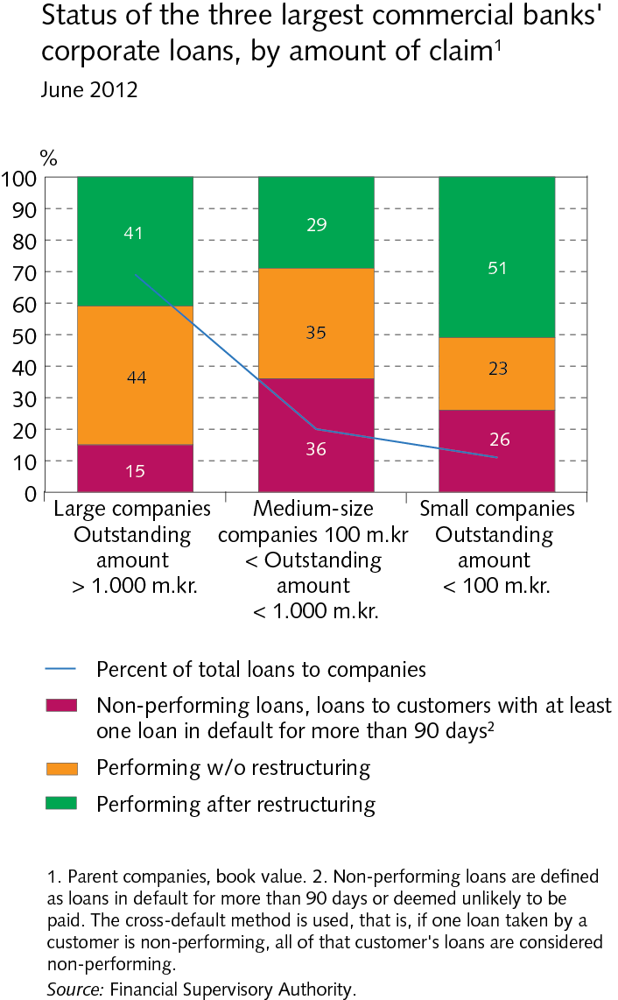 Status of the three largest commercial banks'
corporate loans, by amount of claim¹
June 2012
%
100
90
80
70
60
50
40
30
20
10
0
41
44
15
29
35
36
51
23
26
Large companies
Outstanding
amount
> 1.000 m.kr.
Medium-size
companies 100 m.kr
< Outstanding
amount
< 1.000 m.kr.
Small companies
Outstanding
amount
< 100 m.kr.
Percent of total loans to companies
Non-performing loans, loans to customers with at least
one loan in default for more than 90 days²
Performing w/o restructuring
Performing after restructuring
1. Parent companies, book value. 2. Non-performing loans are defined
as loans in default for more than 90 days or deemed unlikely to be
paid. The cross-default method is used, that is, if one loan taken by a
customer is non-performing, all of that customer's loans are considered
non-performing.
Source: Financial Supervisory Authority.